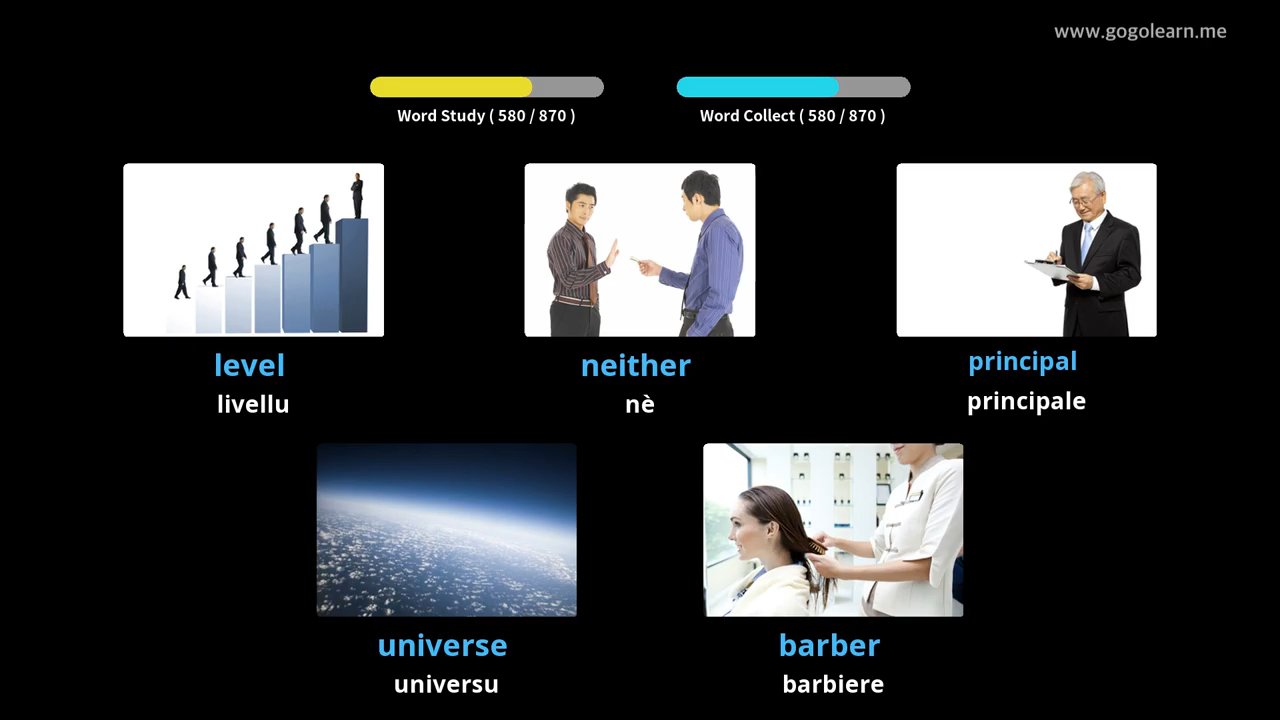 www.gogolearn.me
Word Study ( 580 / 870 )
Word Collect ( 580 / 870 )
level
livellu
neither
nè
principal
principale
universe
universu
barber
barbiere